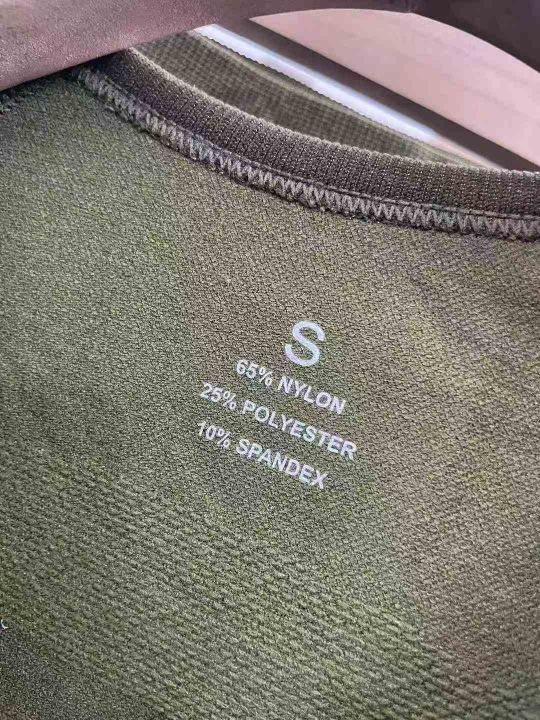 S
65% NYLON
25% POLYESTER
10% SPANDEX